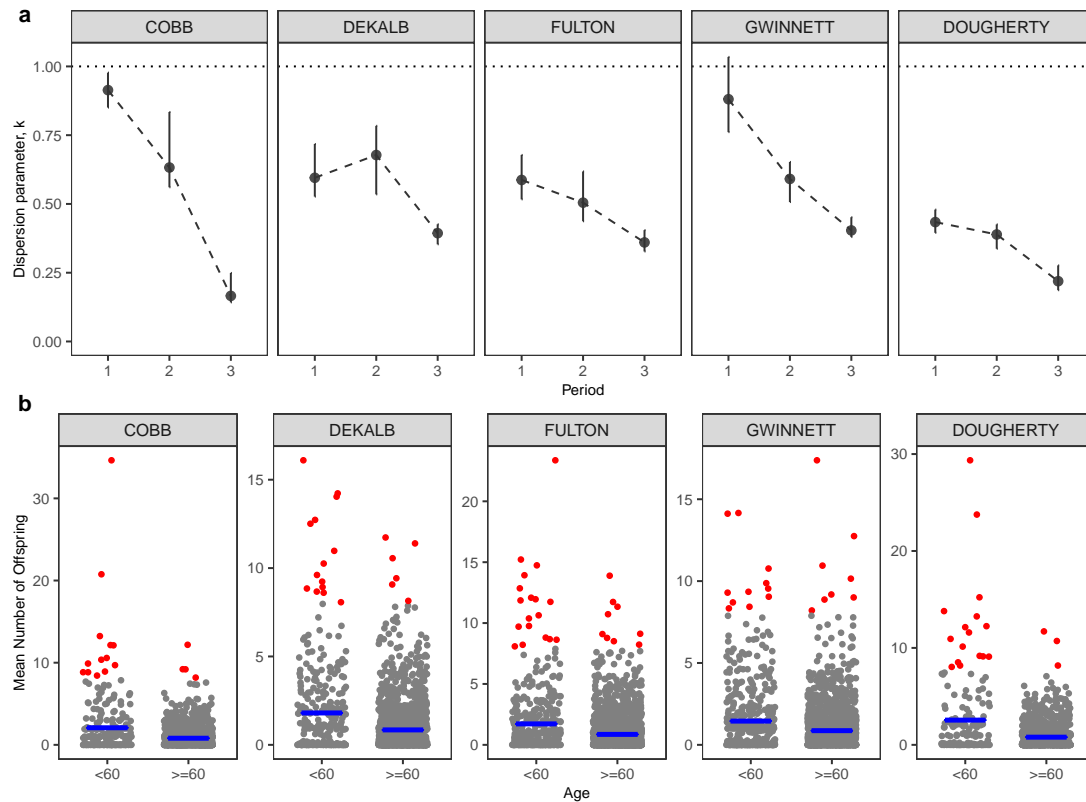 a
COBB DEKALB FULTON GWINNETT DOUGHERTY
Dispersion parameter, k
1.00
0.75
0.50
0.25
0.00
1 2 3 1 2 3 1 2 3 1 2 3 1 2 3
Period
b
COBB DEKALB FULTON GWINNETT DOUGHERTY
Mean Number of Offspring
30
20
10
0
15
10
5
0
20
15
10
5
0
15
10
5
0
30
20
10
0
<60 >=60 <60 >=60 <60 >=60 <60 >=60 <60 >=60
Age